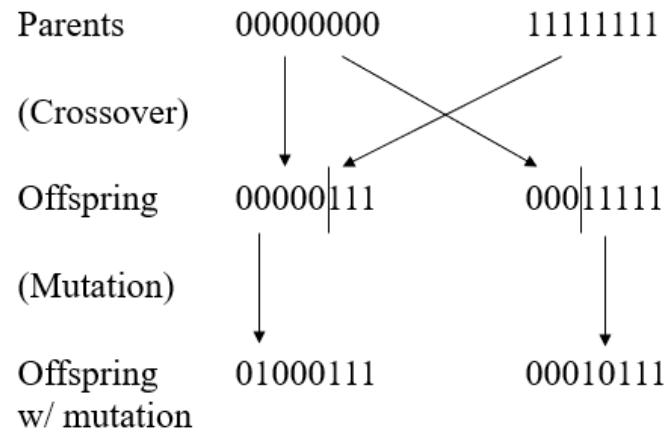 Parents 00000000 11111111
(Crossover)
Offspring 00000111 00011111
(Mutation)
Offspring 01000111 00010111
w/ mutation